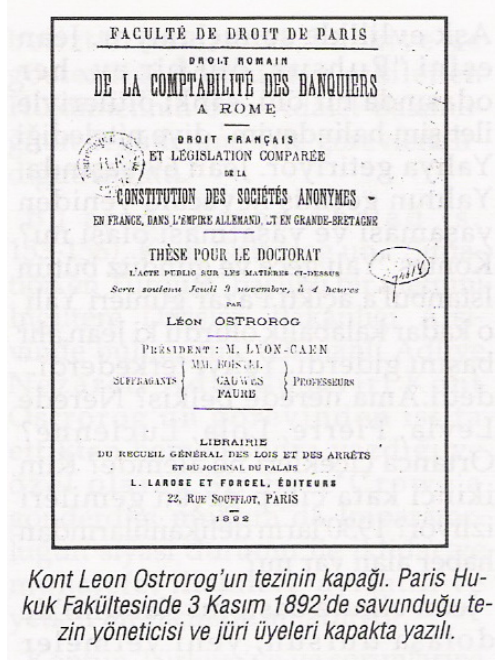 FACULTÉ DE DROIT DE PARIS
DROIT ROMAIN
DE LA COMPTABILITÉ DES BANQUIERS
A ROME
DROIT FRANÇAIS
ET LÉGISLATION COMPARÉE
DE LA
CONSTITUTION DES SOCIÉTÉS ANONYMES
EN FRANCE, DANS L'EMPIRE ALLEMAND, ET EN GRANDE-BRETAGNE
THÈSE POUR LE DOCTORAT
L'ACTE PUBLIC SUR LES MATIÈRES CI-DESSUS
Sera soutenu Jeudi 3 novembre, à 4 heures
PAR
LÉON OSTROROG
PRÉSIDENT : M. LYON-CAEN
SUFFRAGANTS { MM. { PROFESSEURS
CAUWÈS
FAURE
LIBRAIRIE
DU RECUEIL GÉNÉRAL DES LOIS ET DES ARRÊTS
ET DU JOURNAL DU PALAIS
L. LAROSE ET FORCEL, ÉDITEURS
22, RUE SOUFFLOT, PARIS
1892
Kont Leon Ostrorog'un tezinin kapağı. Paris Hu-
kuk Fakültesinde 3 Kasım 1892'de savunduğu te-
zin yöneticisi ve jüri üyeleri kapakta yazılı.